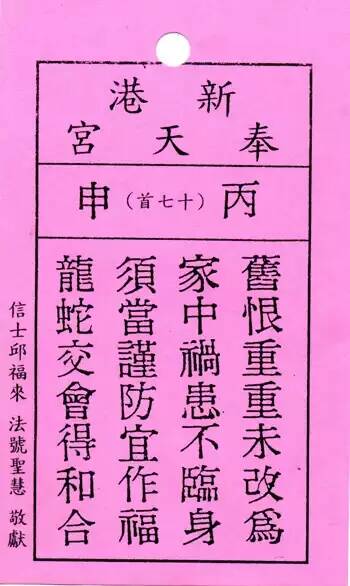 新港
奉天宮
丙（十七首）申
舊恨重重未改為
家中禍患不臨身
須當謹防宜作福
龍蛇交會得和合
信士邱福來 法號聖慧 敬獻